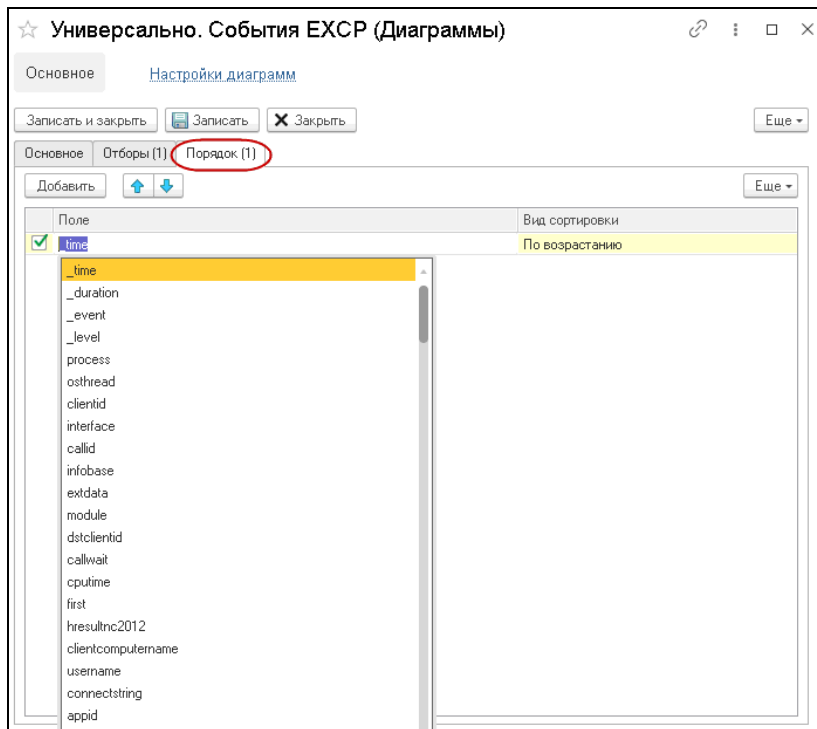 Универсально. События EXCP (Диаграммы)
Основное Настройки диаграмм
Записать и закрыть Записать Закрыть Еще
Основное Отборы (1) Порядок (1)
Добавить Еще
Поле Вид сортировки
_time По возрастанию
_time
_duration
_event
_level
process
osthread
clientid
interface
callid
infobase
extdata
module
dstclientid
callwait
cputime
first
hresultnc2012
clientcomputername
username
connectstring
appid